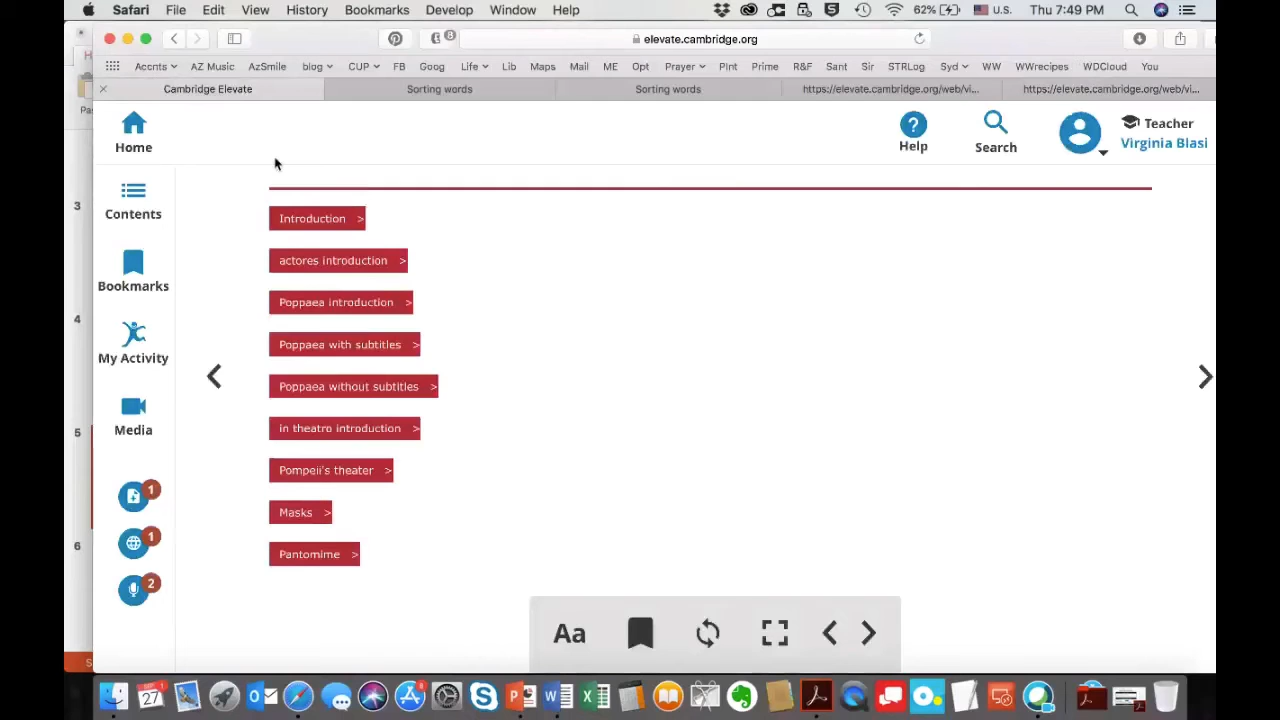 Safari File Edit View History Bookmarks Develop Window Help 62% U.S. Thu 7:49 PM
8 elevate.cambridge.org
Accnts AZ Music AzSmile blog CUP FB Goog Life Lib Maps Mail ME Opt Prayer PInt Prime R&F Sant Sir STRLog Syd WW WWrecipes WDCloud You
Cambridge Elevate Sorting words Sorting words https://elevate.cambridge.org/web/vi... https://elevate.cambridge.org/web/vi...
Home
Help
Search
Teacher
Virginia Blasi
Contents
Bookmarks
My Activity
Media
1
1
2
Introduction >
actores introduction >
Poppaea introduction >
Poppaea with subtitles >
Poppaea without subtitles >
in theatro introduction >
Pompeii's theater >
Masks >
Pantomime >
Aa
3
4
5
6